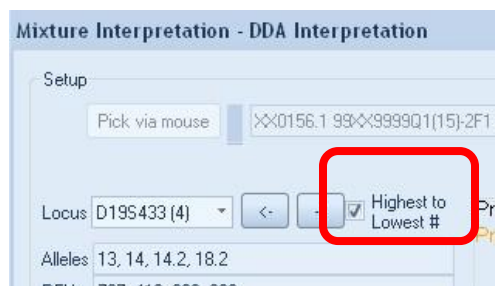 Mixture Interpretation - DDA Interpretation
Setup
Pick via mouse XX0156.1 99XX9999Q1(15)-2F1
Locus D19S433 (4) <- Highest to
Lowest #
Alleles 13, 14, 14.2, 18.2